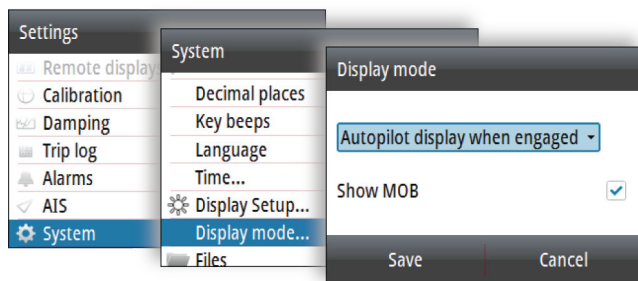 Settings
Remote displays
Calibration
Damping
Trip log
Alarms
AIS
System
System
Decimal places
Key beeps
Language
Time...
Display Setup...
Display mode...
Files
Display mode
Autopilot display when engaged
Show MOB
Save
Cancel